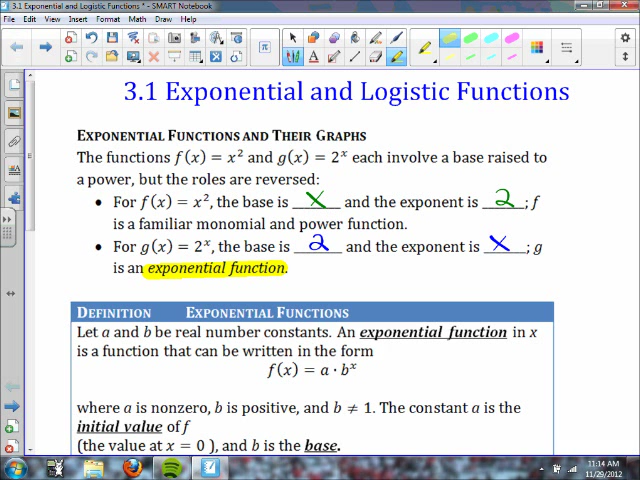 3.1 Exponential and Logistic Functions * - SMART Notebook
File Edit View Insert Format Math Draw Help
3.1 Exponential and Logistic Functions
EXPONENTIAL FUNCTIONS AND THEIR GRAPHS
The functions f(x) = x² and g(x) = 2ˣ each involve a base raised to
a power, but the roles are reversed:
• For f(x) = x², the base is x and the exponent is 2; f
is a familiar monomial and power function.
• For g(x) = 2ˣ, the base is 2 and the exponent is x; g
is an exponential function.
DEFINITION EXPONENTIAL FUNCTIONS
Let a and b be real number constants. An exponential function in x
is a function that can be written in the form
f(x) = a · bˣ
where a is nonzero, b is positive, and b ≠ 1. The constant a is the
initial value of f
(the value at x = 0 ), and b is the base.
11:14 AM
11/29/2012